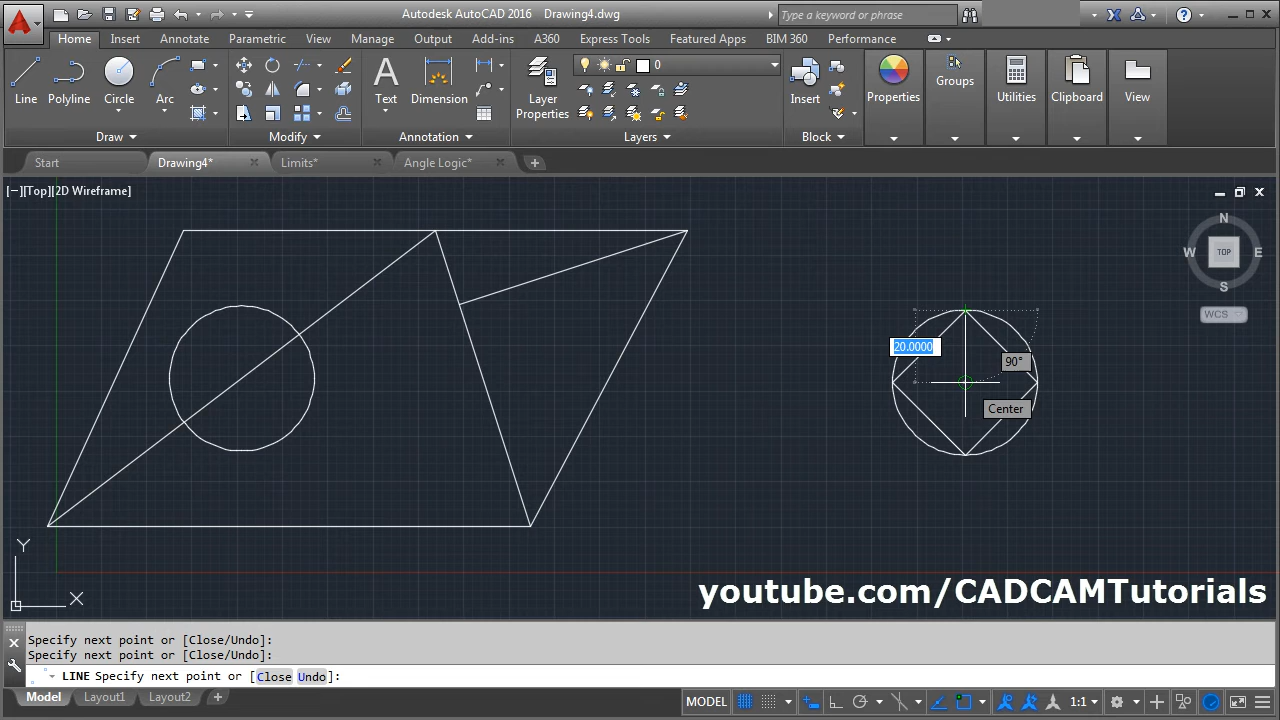 Autodesk AutoCAD 2016 Drawing4.dwg
Type a keyword or phrase
Home Insert Annotate Parametric View Manage Output Add-ins A360 Express Tools Featured Apps BIM 360 Performance
Line Polyline Circle Arc Text Dimension Layer Properties 0 Insert Properties Groups Utilities Clipboard View
Draw Modify Annotation Layers Block
Start Drawing4* Limits* Angle Logic*
[−][Top][2D Wireframe]
N
W TOP E
S
WCS
20.0000
90°
Center
Y
X
youtube.com/CADCAMTutorials
Specify next point or [Close/Undo]:
Specify next point or [Close/Undo]:
LINE Specify next point or [Close Undo]:
Model Layout1 Layout2 MODEL 1:1